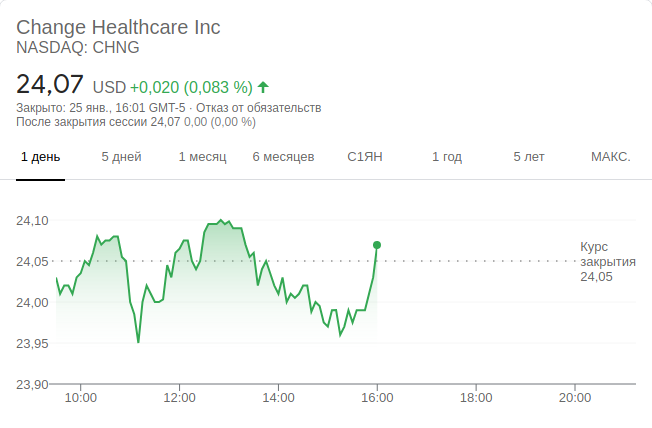 Change Healthcare Inc
NASDAQ: CHNG
24,07 USD +0,020 (0,083 %)
Закрыто: 25 янв., 16:01 GMT-5 · Отказ от обязательств
После закрытия сессии 24,07 0,00 (0,00 %)
1 день 5 дней 1 месяц 6 месяцев С1ЯН 1 год 5 лет МАКС.
24,10
24,05
24,00
23,95
23,90
Курс
закрытия
24,05
10:00 12:00 14:00 16:00 18:00 20:00